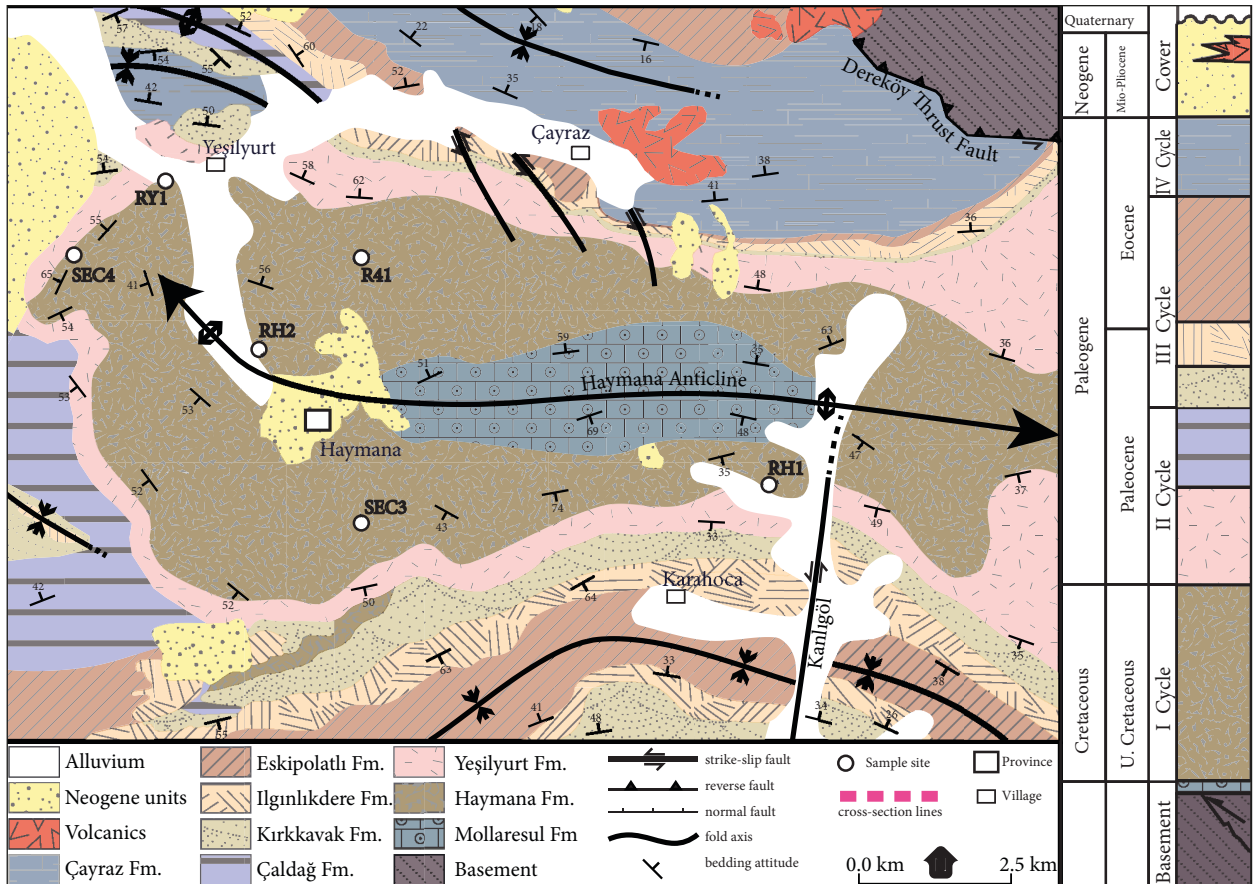 57
52
22
18
16
60
54
55
52
35
42
50
Dereköy Thrust Fault
Yeşilyurt
Çayraz
54
58
62
38
41
RY1
55
36
SEC4
R41
65
41
56
48
54
RH2
59
35
63
36
51
Haymana Anticline
53
53
69
48
47
Haymana
35
RH1
37
52
SEC3
43
74
49
33
42
52
50
64
Karahoca
Kanlıgöl
63
33
38
35
41
48
34
26
55
Quaternary
Neogene
Mio-Pliocene
Cover
Paleogene
Eocene
Paleocene
IV Cycle
III Cycle
II Cycle
Cretaceous
U. Cretaceous
I Cycle
Basement
Alluvium
Eskipolatlı Fm.
Yeşilyurt Fm.
strike-slip fault
Sample site
Province
Neogene units
Ilgınlıkdere Fm.
Haymana Fm.
reverse fault
Village
Volcanics
Kırkkavak Fm.
Mollaresul Fm
normal fault
cross-section lines
fold axis
Çayraz Fm.
Çaldağ Fm.
Basement
bedding attitude
0.0 km
2.5 km